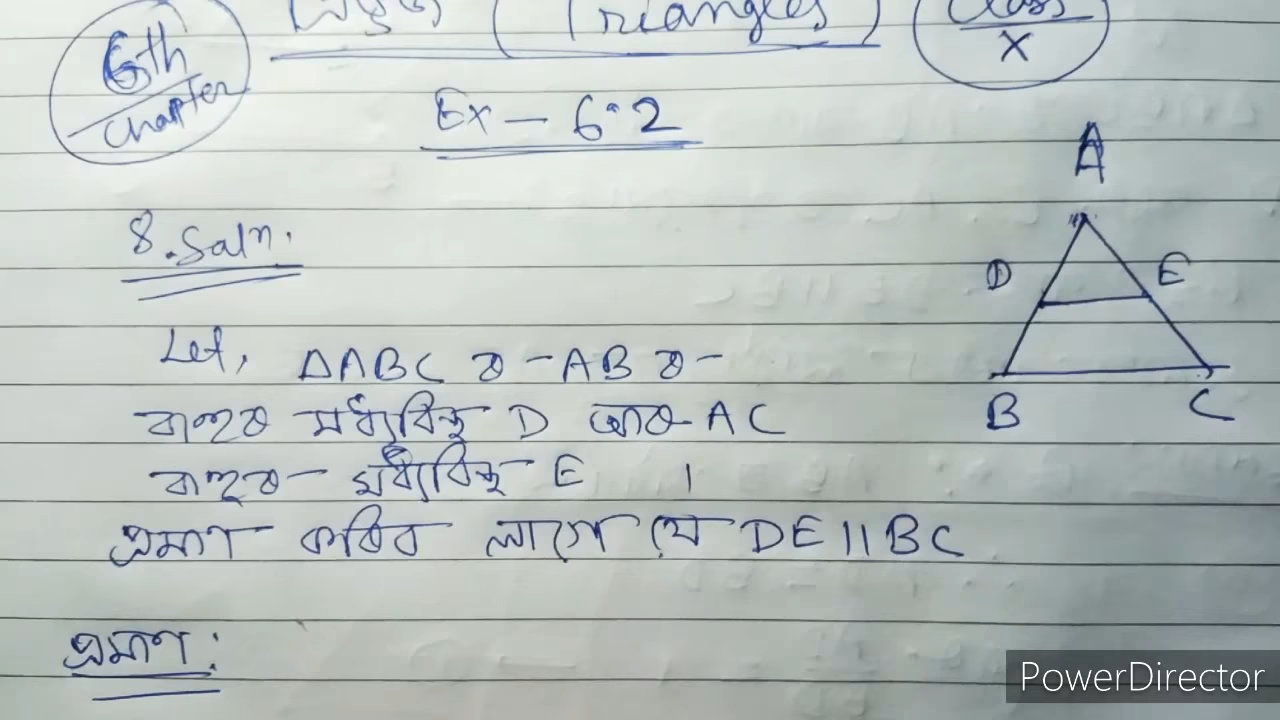 6th
Chapter
ত্রিভুজ (Triangles)
Class
X
Ex - 6.2
8. Saln.
Let, ΔABC ৰ - AB ৰ -
বাহুৰ মধ্যবিন্দু D আৰু AC
বাহুৰ - মধ্যবিন্দু E ।
প্ৰমাণ কৰিব লাগে যে DE||BC
প্ৰমাণ :
A
D
E
B
C
PowerDirector